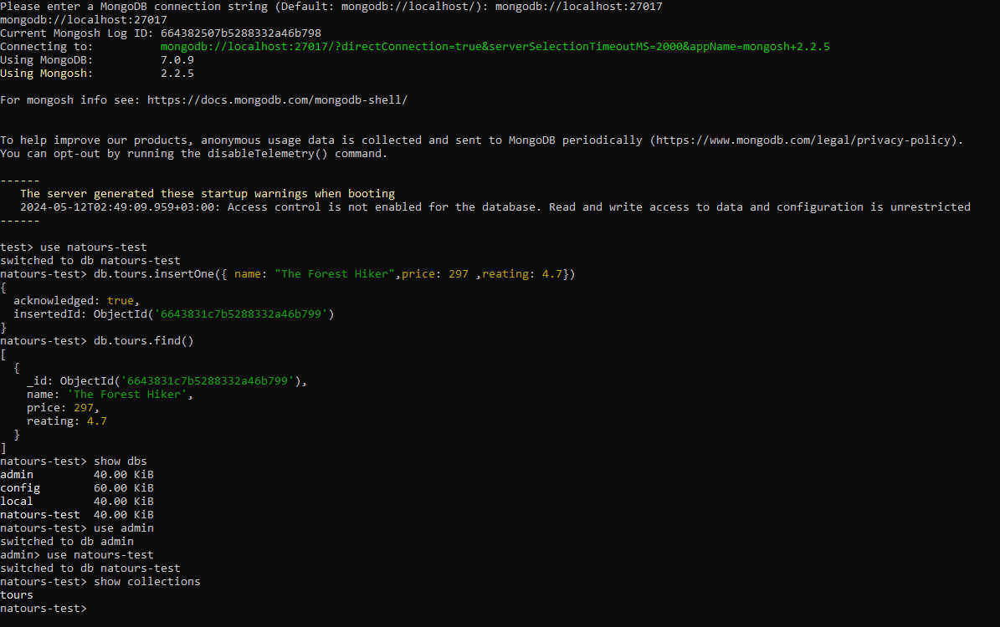 Please enter a MongoDB connection string (Default: mongodb://localhost/): mongodb://localhost:27017
mongodb://localhost:27017
Current Mongosh Log ID: 664382507b5288332a46b798
Connecting to:          mongodb://localhost:27017/?directConnection=true&serverSelectionTimeoutMS=2000&appName=mongosh+2.2.5
Using MongoDB:          7.0.9
Using Mongosh:          2.2.5
For mongosh info see: https://docs.mongodb.com/mongodb-shell/
To help improve our products, anonymous usage data is collected and sent to MongoDB periodically (https://www.mongodb.com/legal/privacy-policy).
You can opt-out by running the disableTelemetry() command.
------
   The server generated these startup warnings when booting
   2024-05-12T02:49:09.959+03:00: Access control is not enabled for the database. Read and write access to data and configuration is unrestricted
------
test> use natours-test
switched to db natours-test
natours-test> db.tours.insertOne({ name: "The Forest Hiker",price: 297 ,reating: 4.7})
{
  acknowledged: true,
  insertedId: ObjectId('6643831c7b5288332a46b799')
}
natours-test> db.tours.find()
[
  {
    _id: ObjectId('6643831c7b5288332a46b799'),
    name: 'The Forest Hiker',
    price: 297,
    reating: 4.7
  }
]
natours-test> show dbs
admin         40.00 KiB
config        60.00 KiB
local         40.00 KiB
natours-test  40.00 KiB
natours-test> use admin
switched to db admin
admin> use natours-test
switched to db natours-test
natours-test> show collections
tours
natours-test>